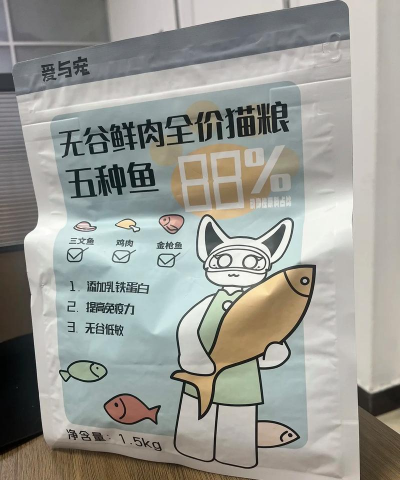 爱与宠
无谷鲜肉全价猫粮
五种鱼 88%
三文鱼 鸡肉 金枪鱼
1. 添加乳铁蛋白
2. 提高免疫力
3 无谷低敏
净含量：1.5kg